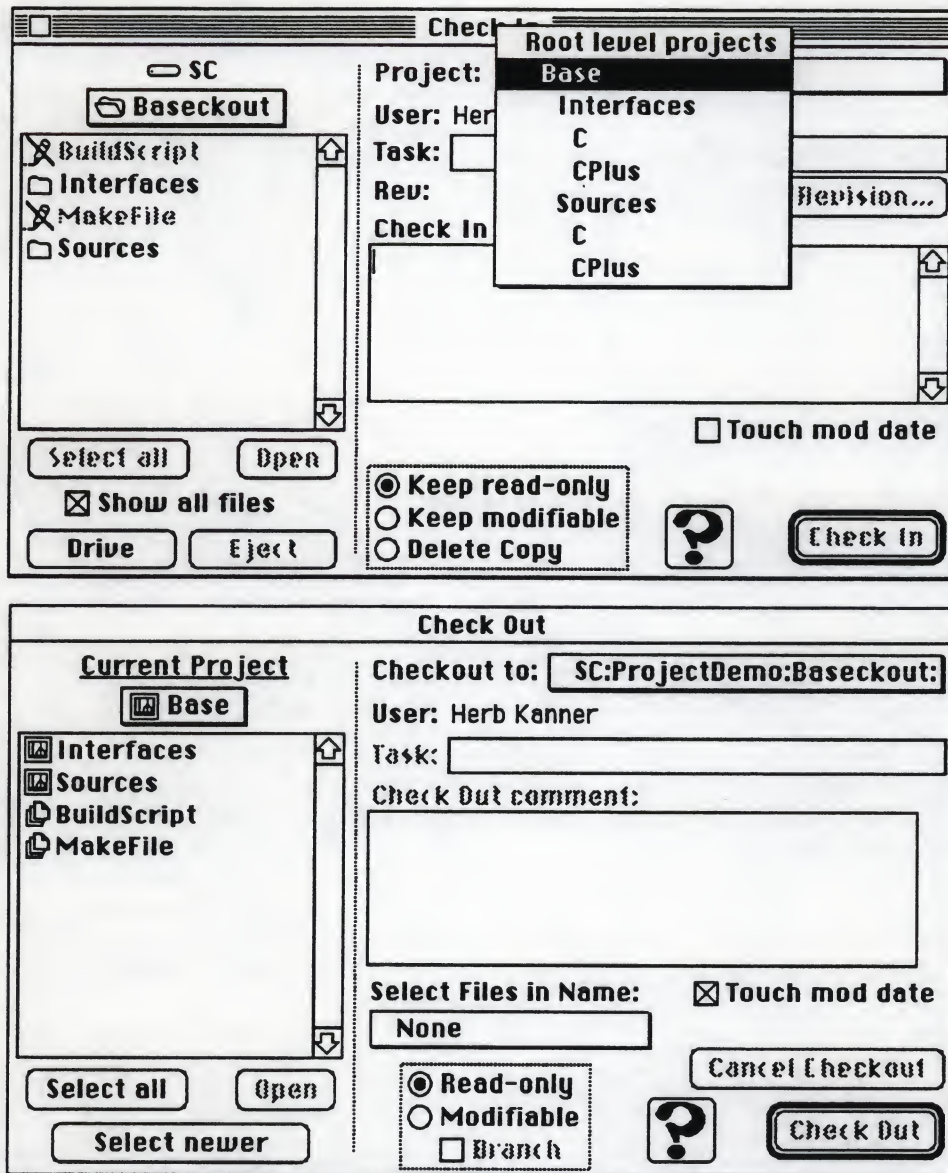 Check In
Root level projects
Base
Interfaces
C
CPlus
Sources
C
CPlus
SC
Baseckout
BuildScript
Interfaces
MakeFile
Sources
Select all
Open
Show all files
Drive
Eject
Project:
User: Her
Task:
Rev:
Revision...
Check In
Touch mod date
Keep read-only
Keep modifiable
Delete Copy
?
Check In
Check Out
Current Project
Base
Interfaces
Sources
BuildScript
MakeFile
Select all
Open
Select newer
Checkout to: SC:ProjectDemo:Baseckout:
User: Herb Kanner
Task:
Check Out comment:
Select Files in Name:
None
Touch mod date
Read-only
Modifiable
Branch
Cancel Checkout
?
Check Out